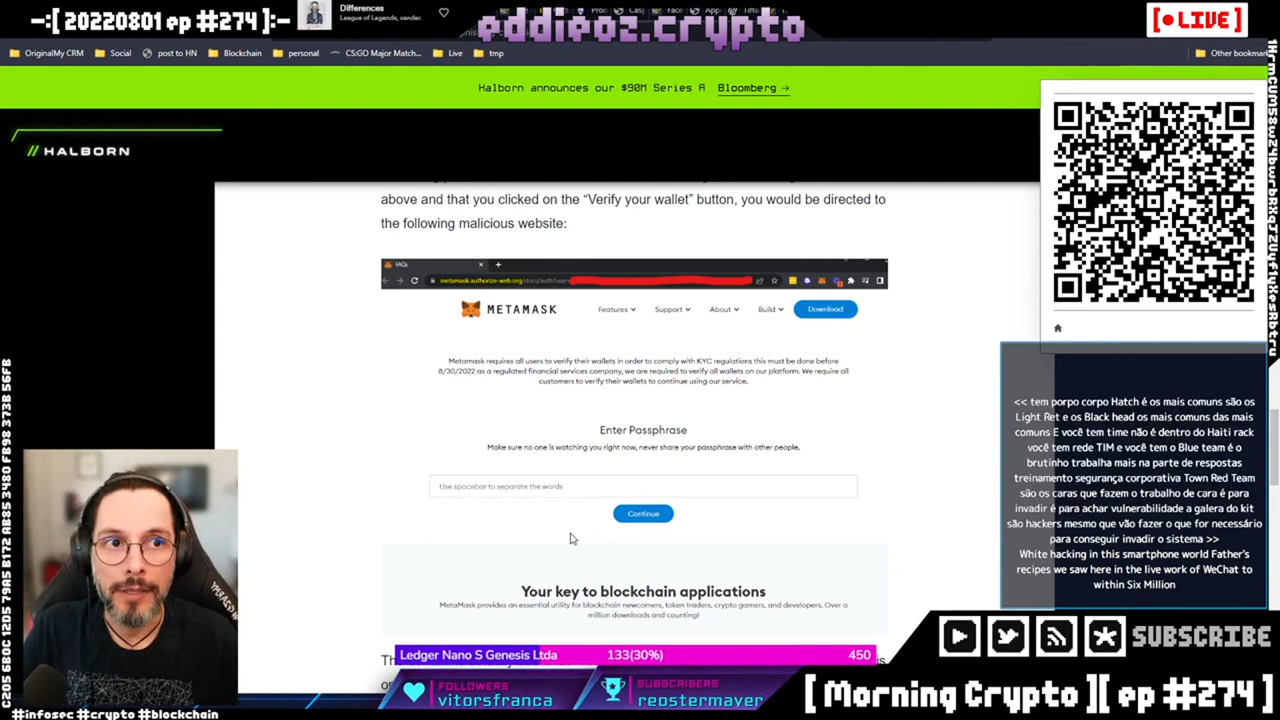 -:[ 20220801 ep #274 ]:-
Differences
League of Legends, sander.
eddieoz.crypto
[● LIVE]
OriginalMy CRM
Social
post to HN
Blockchain
personal
CS:GO Major Match...
Live
tmp
Other bookmar
Halborn announces our $90M Series A Bloomberg →
// HALBORN
above and that you clicked on the “Verify your wallet” button, you would be directed to
the following malicious website:
FAQs
metamask.authorize-web.org/docs/auth?user=
METAMASK
Features
Support
About
Build
Download
Metamask requires all users to verify their wallets in order to comply with KYC regulations this must be done before
8/30/2022 as a regulated financial services company, we are required to verify all wallets on our platform. We require all
customers to verify their wallets to continue using our service.
Enter Passphrase
Make sure no one is watching you right now, never share your passphrase with other people.
Use spacebar to separate the words
Continue
Your key to blockchain applications
MetaMask provides an essential utility for blockchain newcomers, token traders, crypto gamers, and developers. Over a
million downloads and counting!
<< tem porpo corpo Hatch é os mais comuns são os
Light Ret e os Black head os mais comuns das mais
comuns E você tem time não é dentro do Haiti rack
você tem rede TIM e você tem o Blue team é o
brutinho trabalha mais na parte de respostas
treinamento segurança corporativa Town Red Team
são os caras que fazem o trabalho de cara é para
invadir é para achar vulnerabilidade a galera do kit
são hackers mesmo que vão fazer o que for necessário
para conseguir invadir o sistema >>
White hacking in this smartphone world Father's
recipes we saw here in the live work of WeChat to
within Six Million
Ledger Nano S Genesis Ltda 133(30%) 450
FOLLOWERS
vitorsfranca
SUBSCRIBERS
reostermayer
SUBSCRIBE
[ Morning Crypto ][ ep #274 ]
#infosec #crypto #blockchain